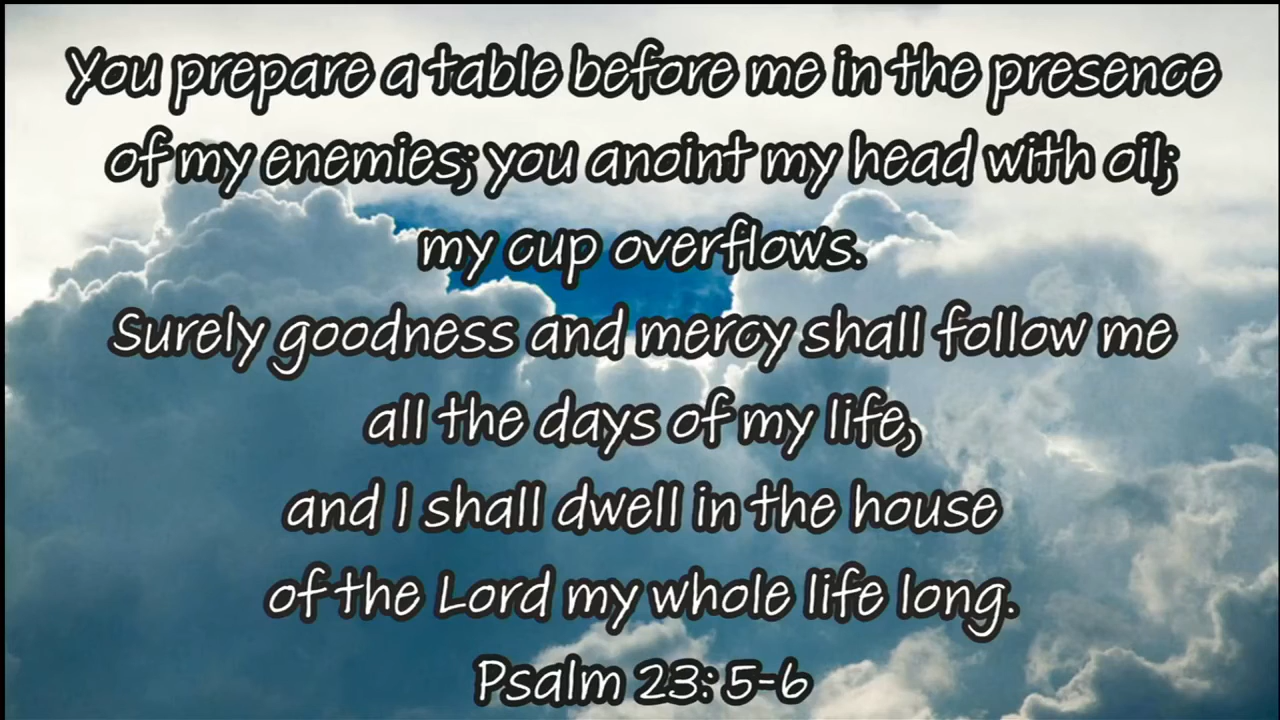 You prepare a table before me in the presence
of my enemies; you anoint my head with oil;
my cup overflows.
Surely goodness and mercy shall follow me
all the days of my life,
and I shall dwell in the house
of the Lord my whole life long.
Psalm 23: 5-6